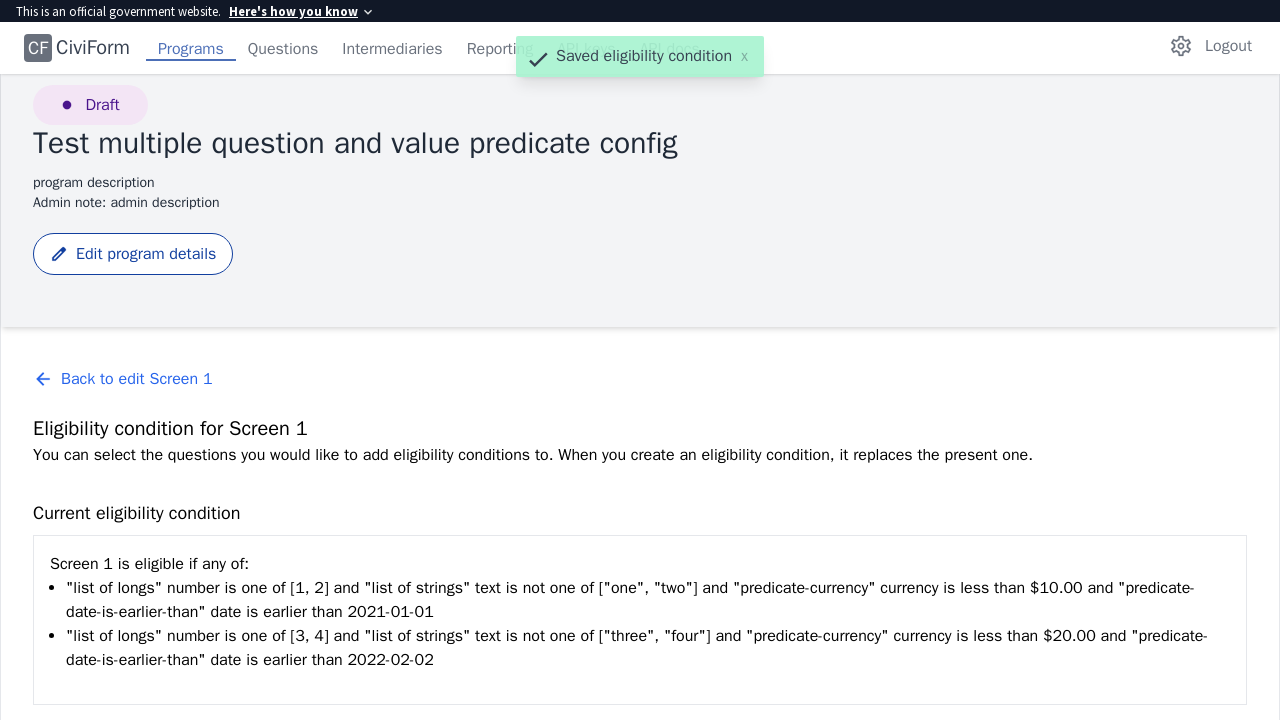 This is an official government website. Here's how you know
CF CiviForm Programs Questions Intermediaries Reporting Logout
Saved eligibility condition x
Draft
Test multiple question and value predicate config
program description
Admin note: admin description
Edit program details
Back to edit Screen 1
Eligibility condition for Screen 1
You can select the questions you would like to add eligibility conditions to. When you create an eligibility condition, it replaces the present one.
Current eligibility condition
Screen 1 is eligible if any of:
• "list of longs" number is one of [1, 2] and "list of strings" text is not one of ["one", "two"] and "predicate-currency" currency is less than $10.00 and "predicate-
date-is-earlier-than" date is earlier than 2021-01-01
• "list of longs" number is one of [3, 4] and "list of strings" text is not one of ["three", "four"] and "predicate-currency" currency is less than $20.00 and "predicate-
date-is-earlier-than" date is earlier than 2022-02-02